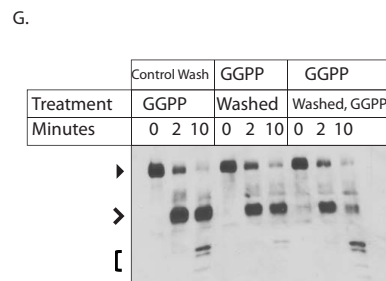 G.
Control Wash GGPP GGPP
Treatment GGPP Washed Washed, GGPP
Minutes 0 2 10 0 2 10 0 2 10